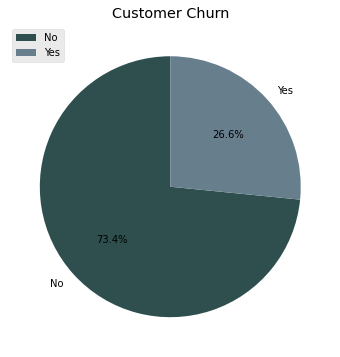 Customer Churn
No
Yes
Yes
26.6%
73.4%
No